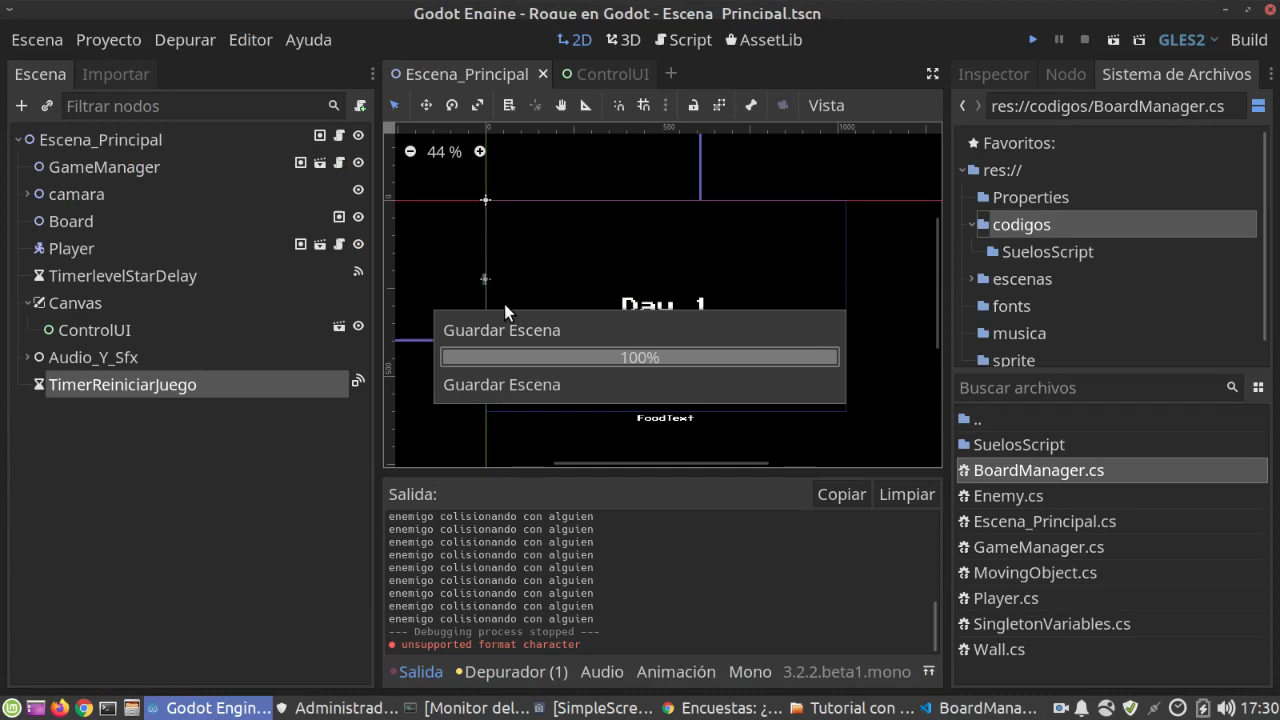 Godot Engine - Rogue en Godot - Escena_Principal.tscn
Escena Proyecto Depurar Editor Ayuda
2D 3D Script AssetLib
GLES2 Build
Escena Importar
Filtrar nodos
Escena_Principal
GameManager
camara
Board
Player
TimerlevelStarDelay
Canvas
ControlUI
Audio_Y_Sfx
TimerReiniciarJuego
Escena_Principal ControlUI
Vista
0 500 1000
44 %
0
500
Day 1
Guardar Escena
100%
Guardar Escena
FoodText
Salida: Copiar Limpiar
enemigo colisionando con alguien
enemigo colisionando con alguien
enemigo colisionando con alguien
enemigo colisionando con alguien
enemigo colisionando con alguien
enemigo colisionando con alguien
enemigo colisionando con alguien
enemigo colisionando con alguien
enemigo colisionando con alguien
--- Debugging process stopped ---
unsupported format character
Salida Depurador (1) Audio Animación Mono 3.2.2.beta1.mono
Inspector Nodo Sistema de Archivos
res://codigos/BoardManager.cs
Favoritos:
res://
Properties
codigos
SuelosScript
escenas
fonts
musica
sprite
Buscar archivos
..
SuelosScript
BoardManager.cs
Enemy.cs
Escena_Principal.cs
GameManager.cs
MovingObject.cs
Player.cs
SingletonVariables.cs
Wall.cs
Godot Engin... Administrad... [Monitor del... [SimpleScre... Encuestas: ¿... Tutorial con ... BoardMana... 17:30